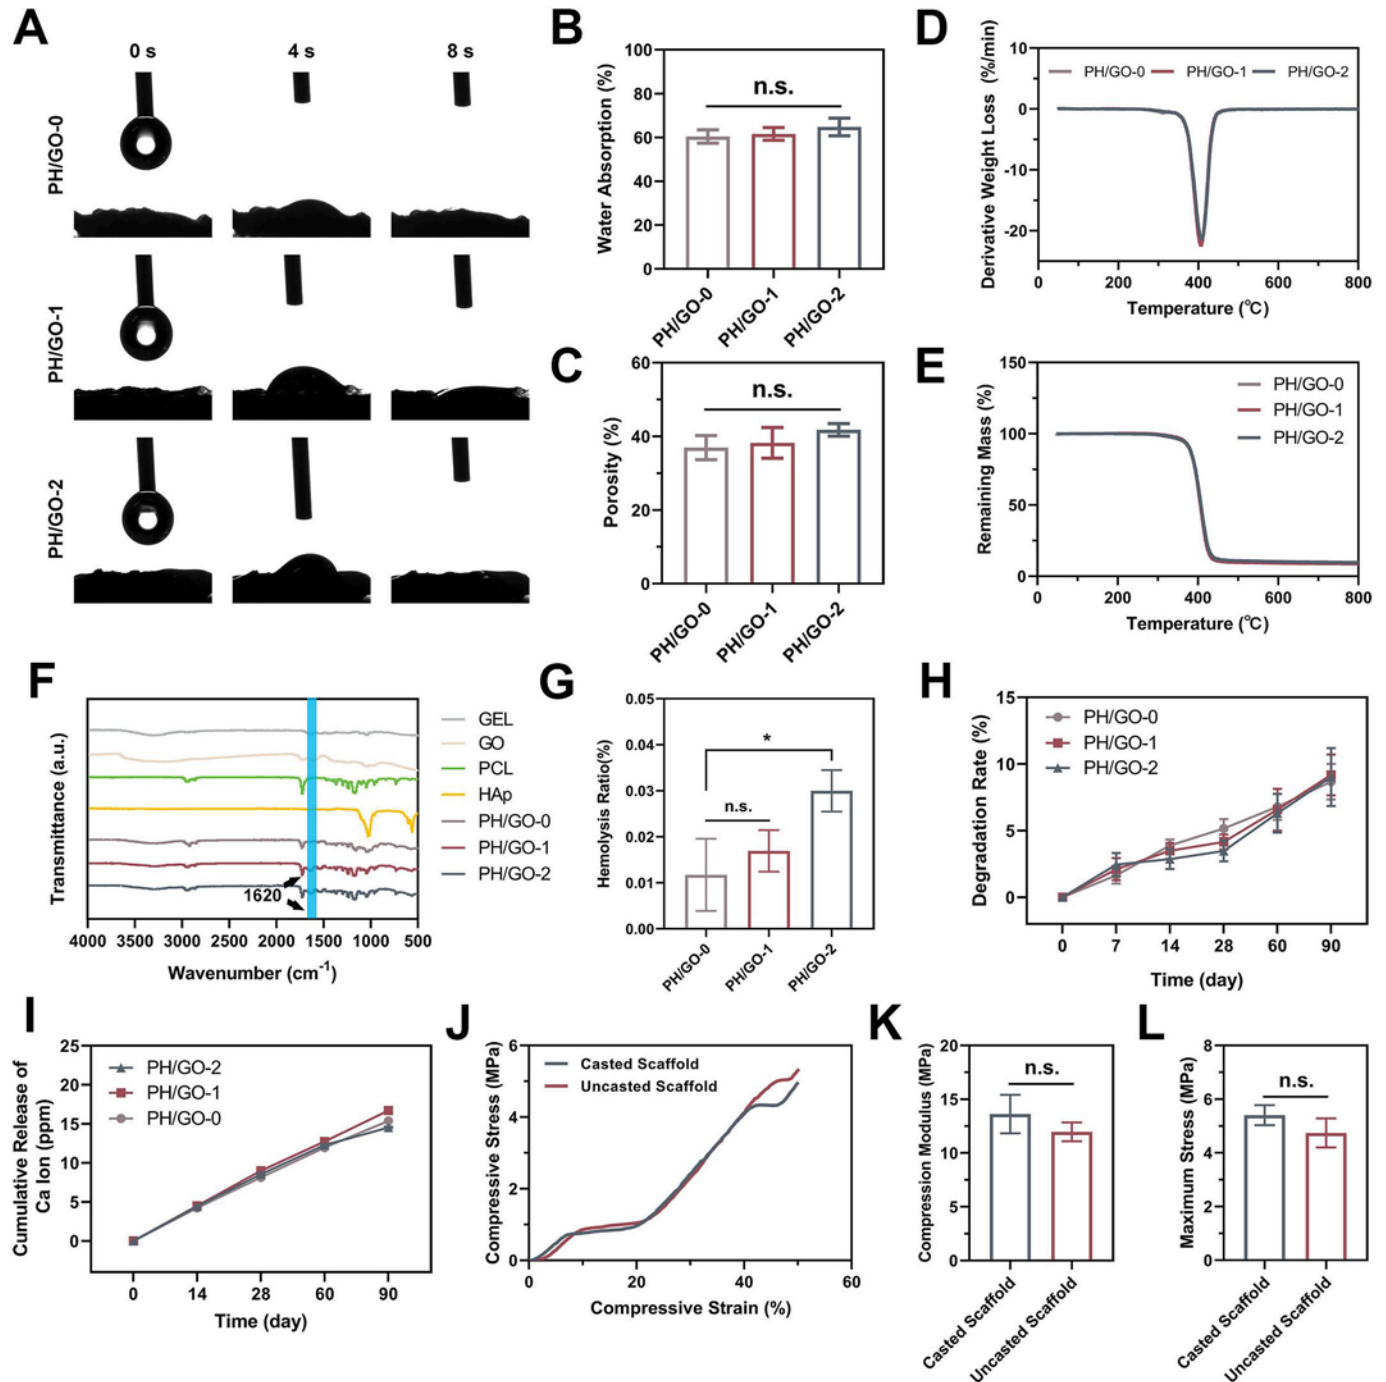 A
0 s
4 s
8 s
PH/GO-0
PH/GO-1
PH/GO-2
B
Water Absorption (%)
100
80
60
40
20
0
n.s.
PH/GO-0
PH/GO-1
PH/GO-2
C
Porosity (%)
60
40
20
0
n.s.
PH/GO-0
PH/GO-1
PH/GO-2
D
Derivative Weight Loss (%/min)
10
0
-10
-20
PH/GO-0
PH/GO-1
PH/GO-2
0
200
400
600
800
Temperature (℃)
E
Remaining Mass (%)
150
100
50
0
PH/GO-0
PH/GO-1
PH/GO-2
0
200
400
600
800
Temperature (℃)
F
Transmittance (a.u.)
1620
GEL
GO
PCL
HAp
PH/GO-0
PH/GO-1
PH/GO-2
4000
3500
3000
2500
2000
1500
1000
500
Wavenumber (cm⁻¹)
G
Hemolysis Ratio(%)
0.05
0.04
0.03
0.02
0.01
0.00
*
n.s.
PH/GO-0
PH/GO-1
PH/GO-2
H
Degradation Rate (%)
15
10
5
0
PH/GO-0
PH/GO-1
PH/GO-2
0
7
14
28
60
90
Time (day)
I
Cumulative Release of
Ca Ion (ppm)
25
20
15
10
5
0
PH/GO-2
PH/GO-1
PH/GO-0
0
14
28
60
90
Time (day)
J
Compressive Stress (MPa)
6
4
2
0
Casted Scaffold
Uncasted Scaffold
0
20
40
60
Compressive Strain (%)
K
Compression Modulus (MPa)
20
15
10
5
0
n.s.
Casted Scaffold
Uncasted Scaffold
L
Maximum Stress (MPa)
8
6
4
2
0
n.s.
Casted Scaffold
Uncasted Scaffold